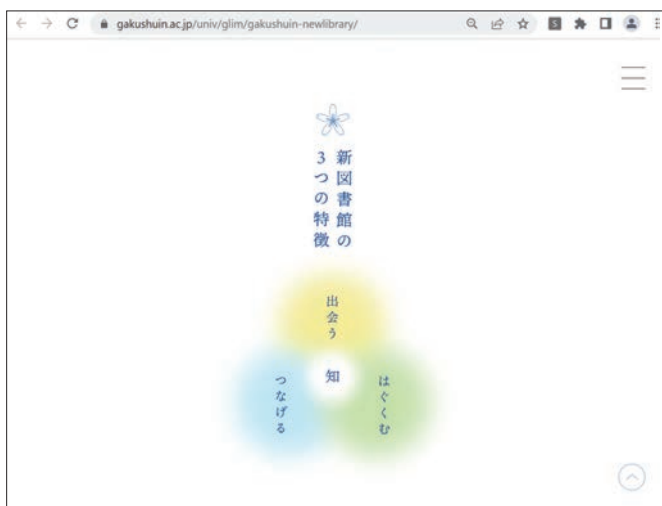 gakushuin.ac.jp/univ/glim/gakushuin-newlibrary/
S
新図書館の
3つの特徴
出会う
知
つなげる
はぐくむ